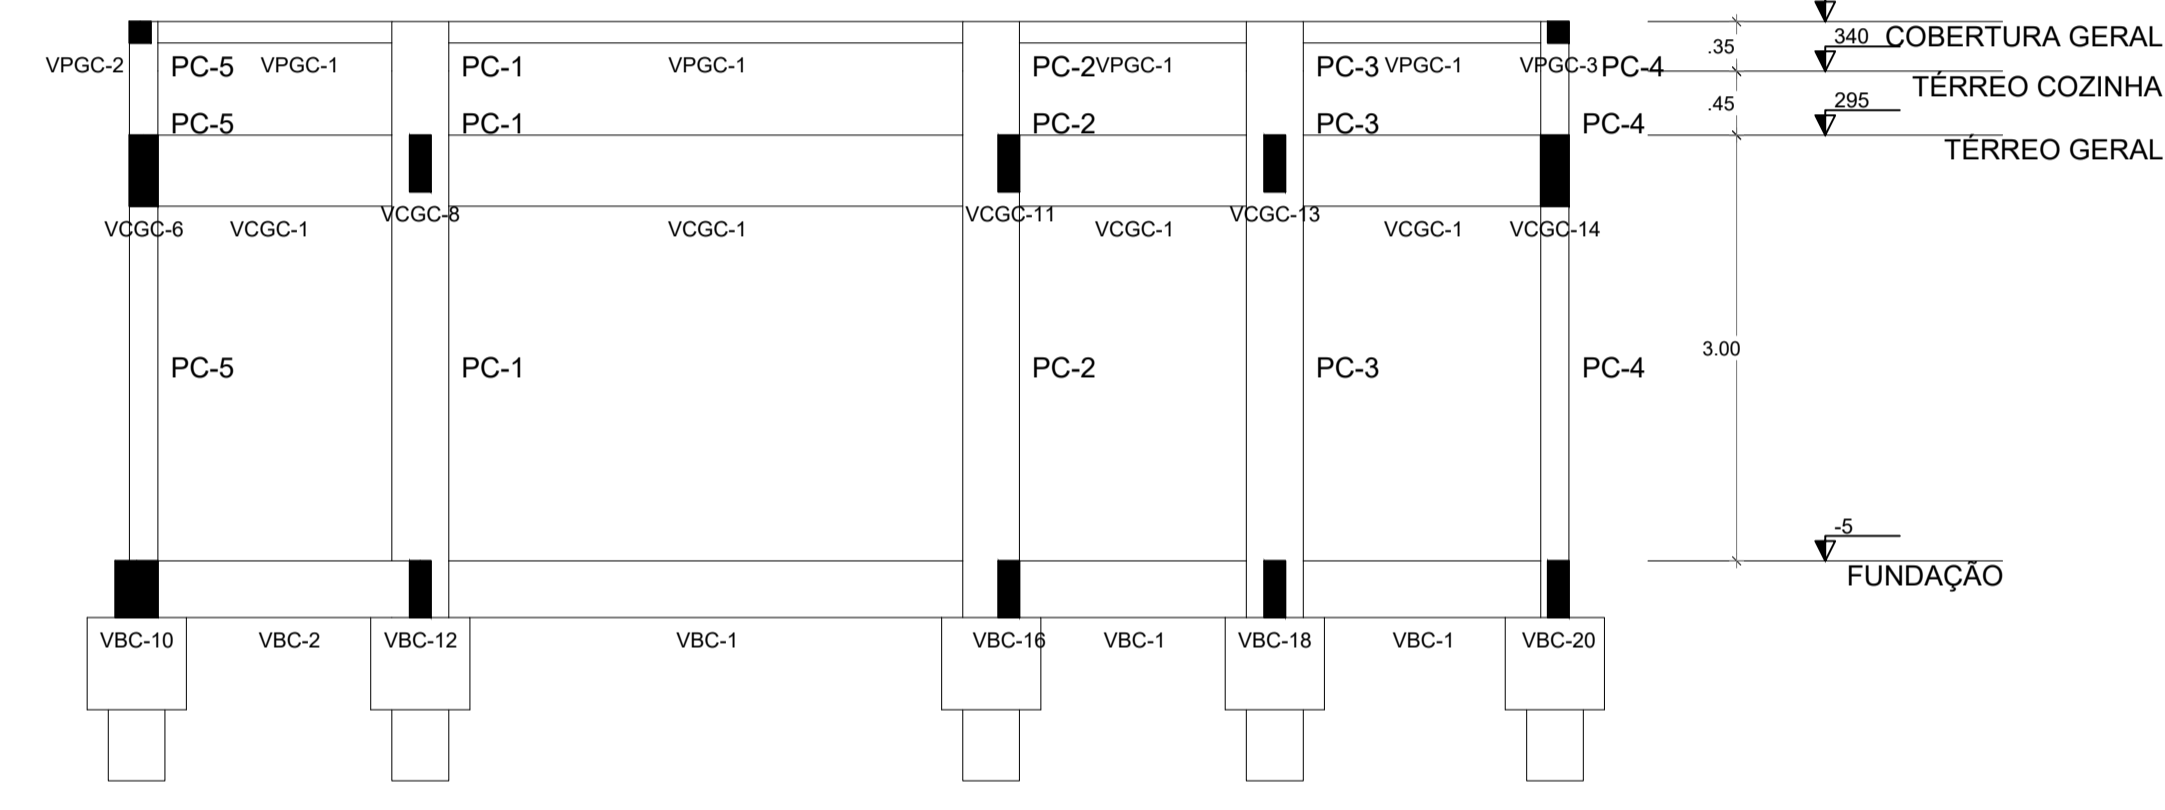 .35 340 COBERTURA GERAL
VPGC-2 PC-5 VPGC-1 PC-1 VPGC-1 PC-2 VPGC-1 PC-3 VPGC-1 VPGC-3 PC-4
TÉRREO COZINHA
.45 295
PC-5 PC-1 PC-2 PC-3 PC-4
TÉRREO GERAL
VCGC-8 VCGC-11 VCGC-13
VCGC-6 VCGC-1 VCGC-1 VCGC-1 VCGC-1 VCGC-14
3.00
PC-5 PC-1 PC-2 PC-3 PC-4
-5
FUNDAÇÃO
VBC-10 VBC-2 VBC-12 VBC-1 VBC-16 VBC-1 VBC-18 VBC-1 VBC-20